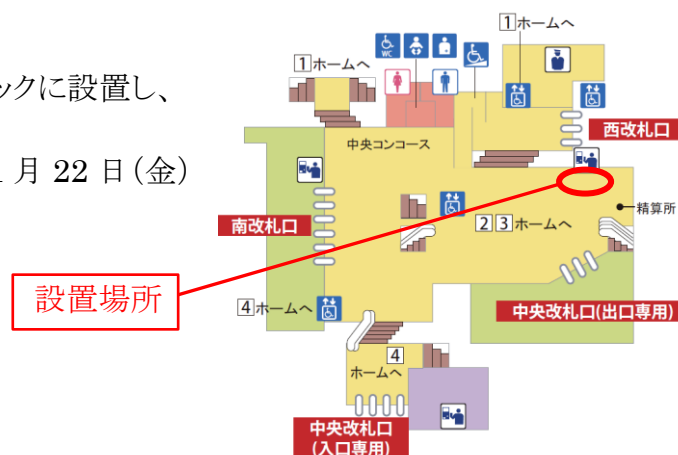 ックに設置し、
月 22 日(金)
設置場所
1ホームへ
1ホームへ
WC
中央コンコース
西改札口
精算所
2 3 ホームへ
南改札口
4ホームへ
中央改札口(出口専用)
4
ホームへ
中央改札口
(入口専用)